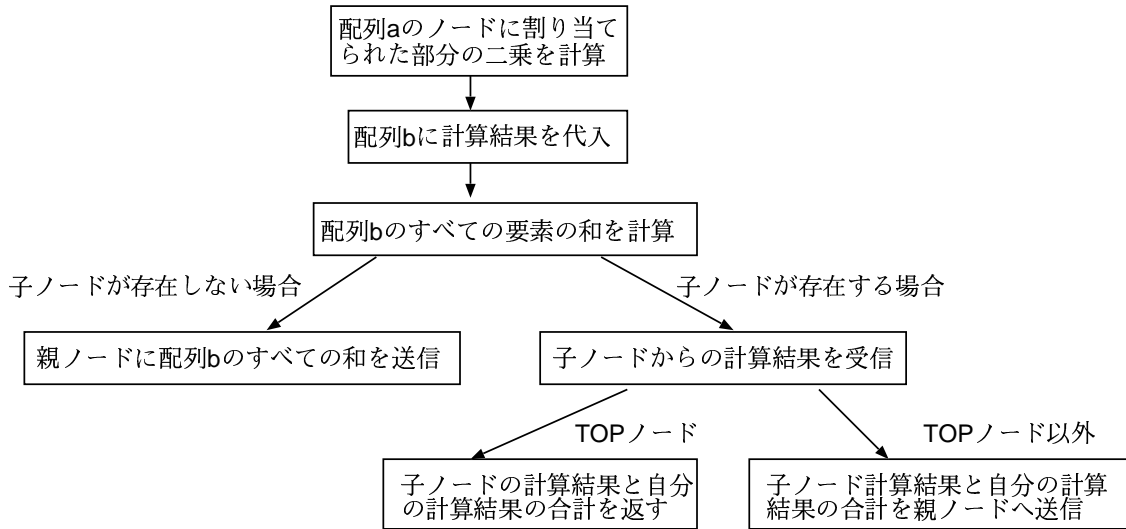 配列aのノードに割り当て
られた部分の二乗を計算
配列bに計算結果を代入
配列bのすべての要素の和を計算
子ノードが存在しない場合
子ノードが存在する場合
親ノードに配列bのすべての和を送信
子ノードからの計算結果を受信
TOPノード
TOPノード以外
子ノードの計算結果と自分
の計算結果の合計を返す
子ノード計算結果と自分の計算
結果の合計を親ノードへ送信